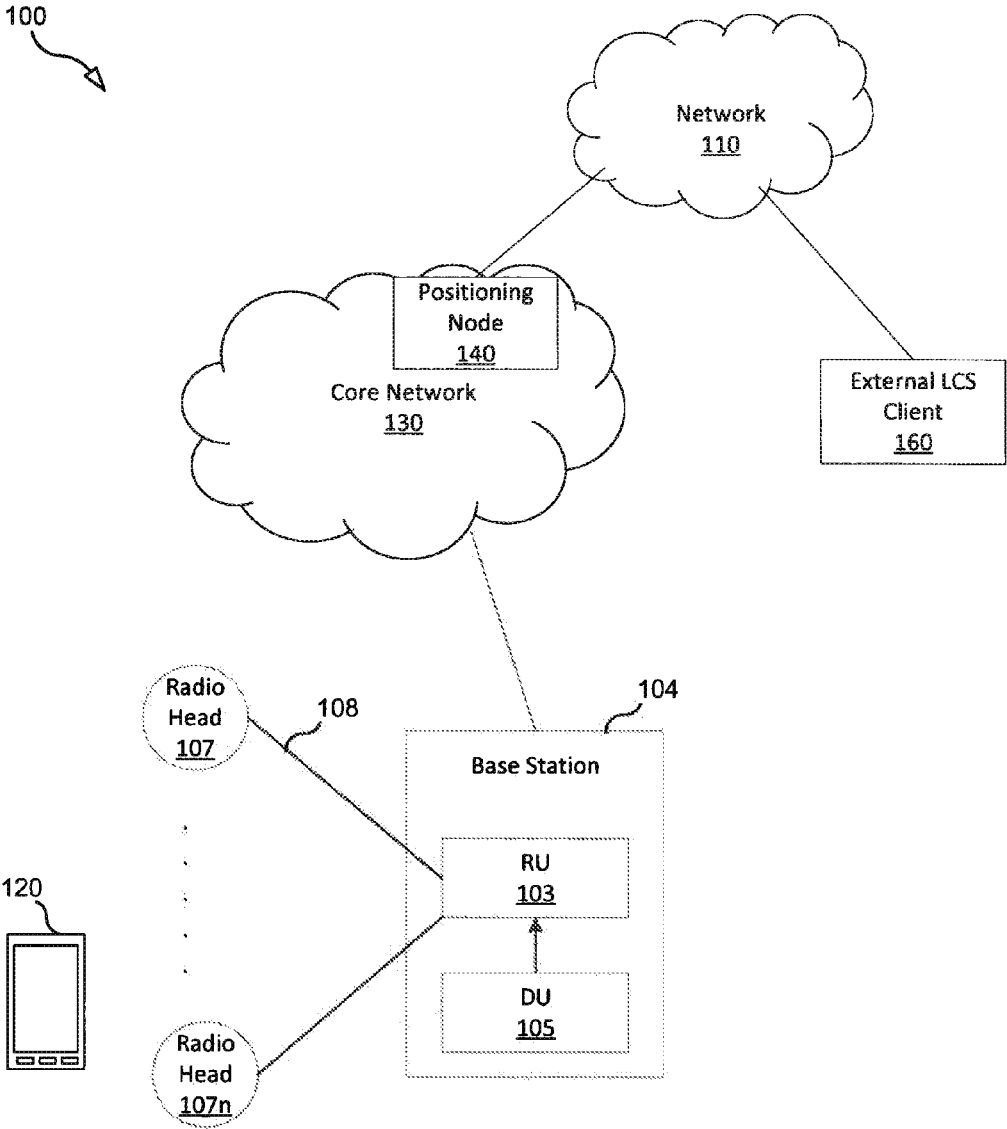 100
Network
110
Positioning
Node
140
Core Network
130
External LCS
Client
160
Radio
Head
107
108
104
Base Station
RU
103
120
DU
105
Radio
Head
107n